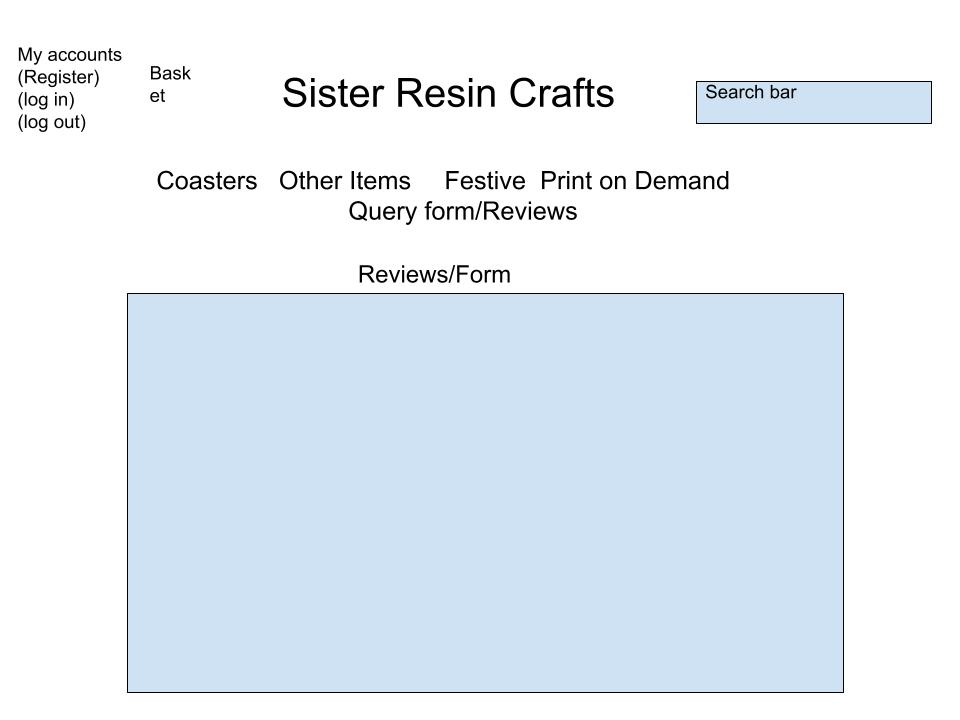 My accounts
(Register)
(log in)
(log out)
Bask
et
Sister Resin Crafts
Search bar
Coasters Other Items Festive Print on Demand
Query form/Reviews
Reviews/Form